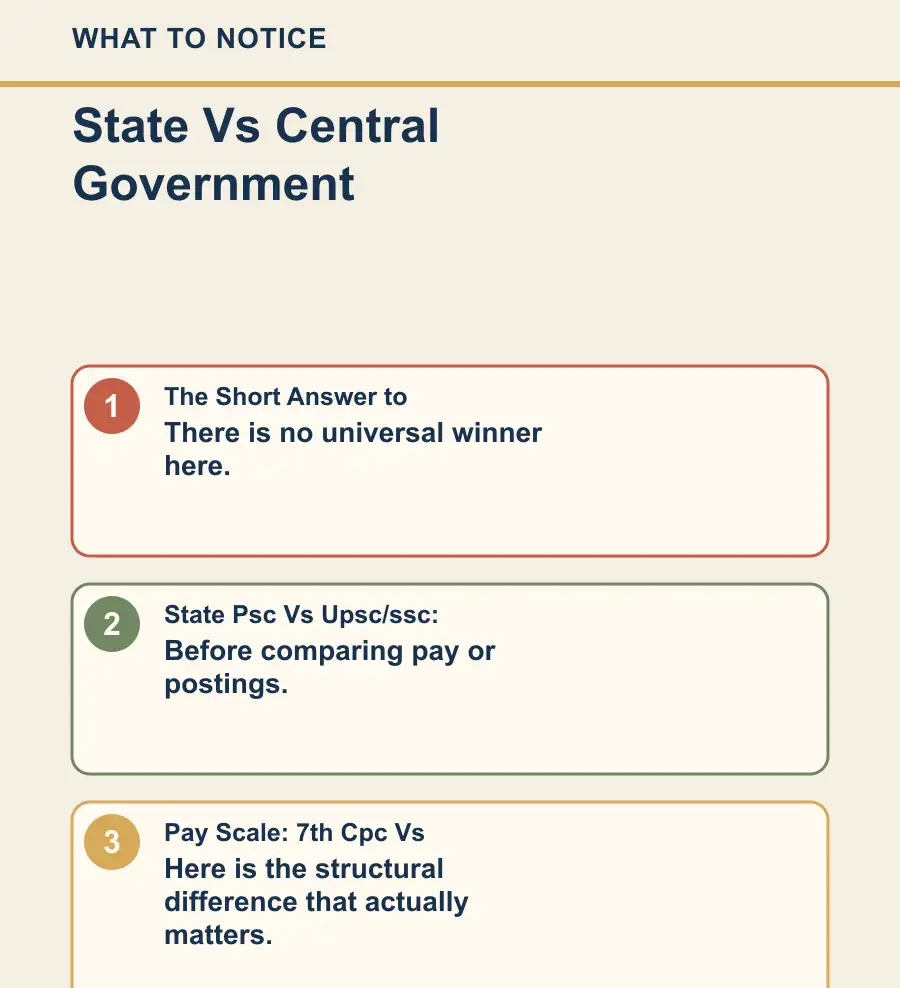 WHAT TO NOTICE
State Vs Central
Government
1
The Short Answer to
There is no universal winner
here.
2
State Psc Vs Upsc/ssc:
Before comparing pay or
postings.
3
Pay Scale: 7th Cpc Vs
Here is the structural
difference that actually
matters.